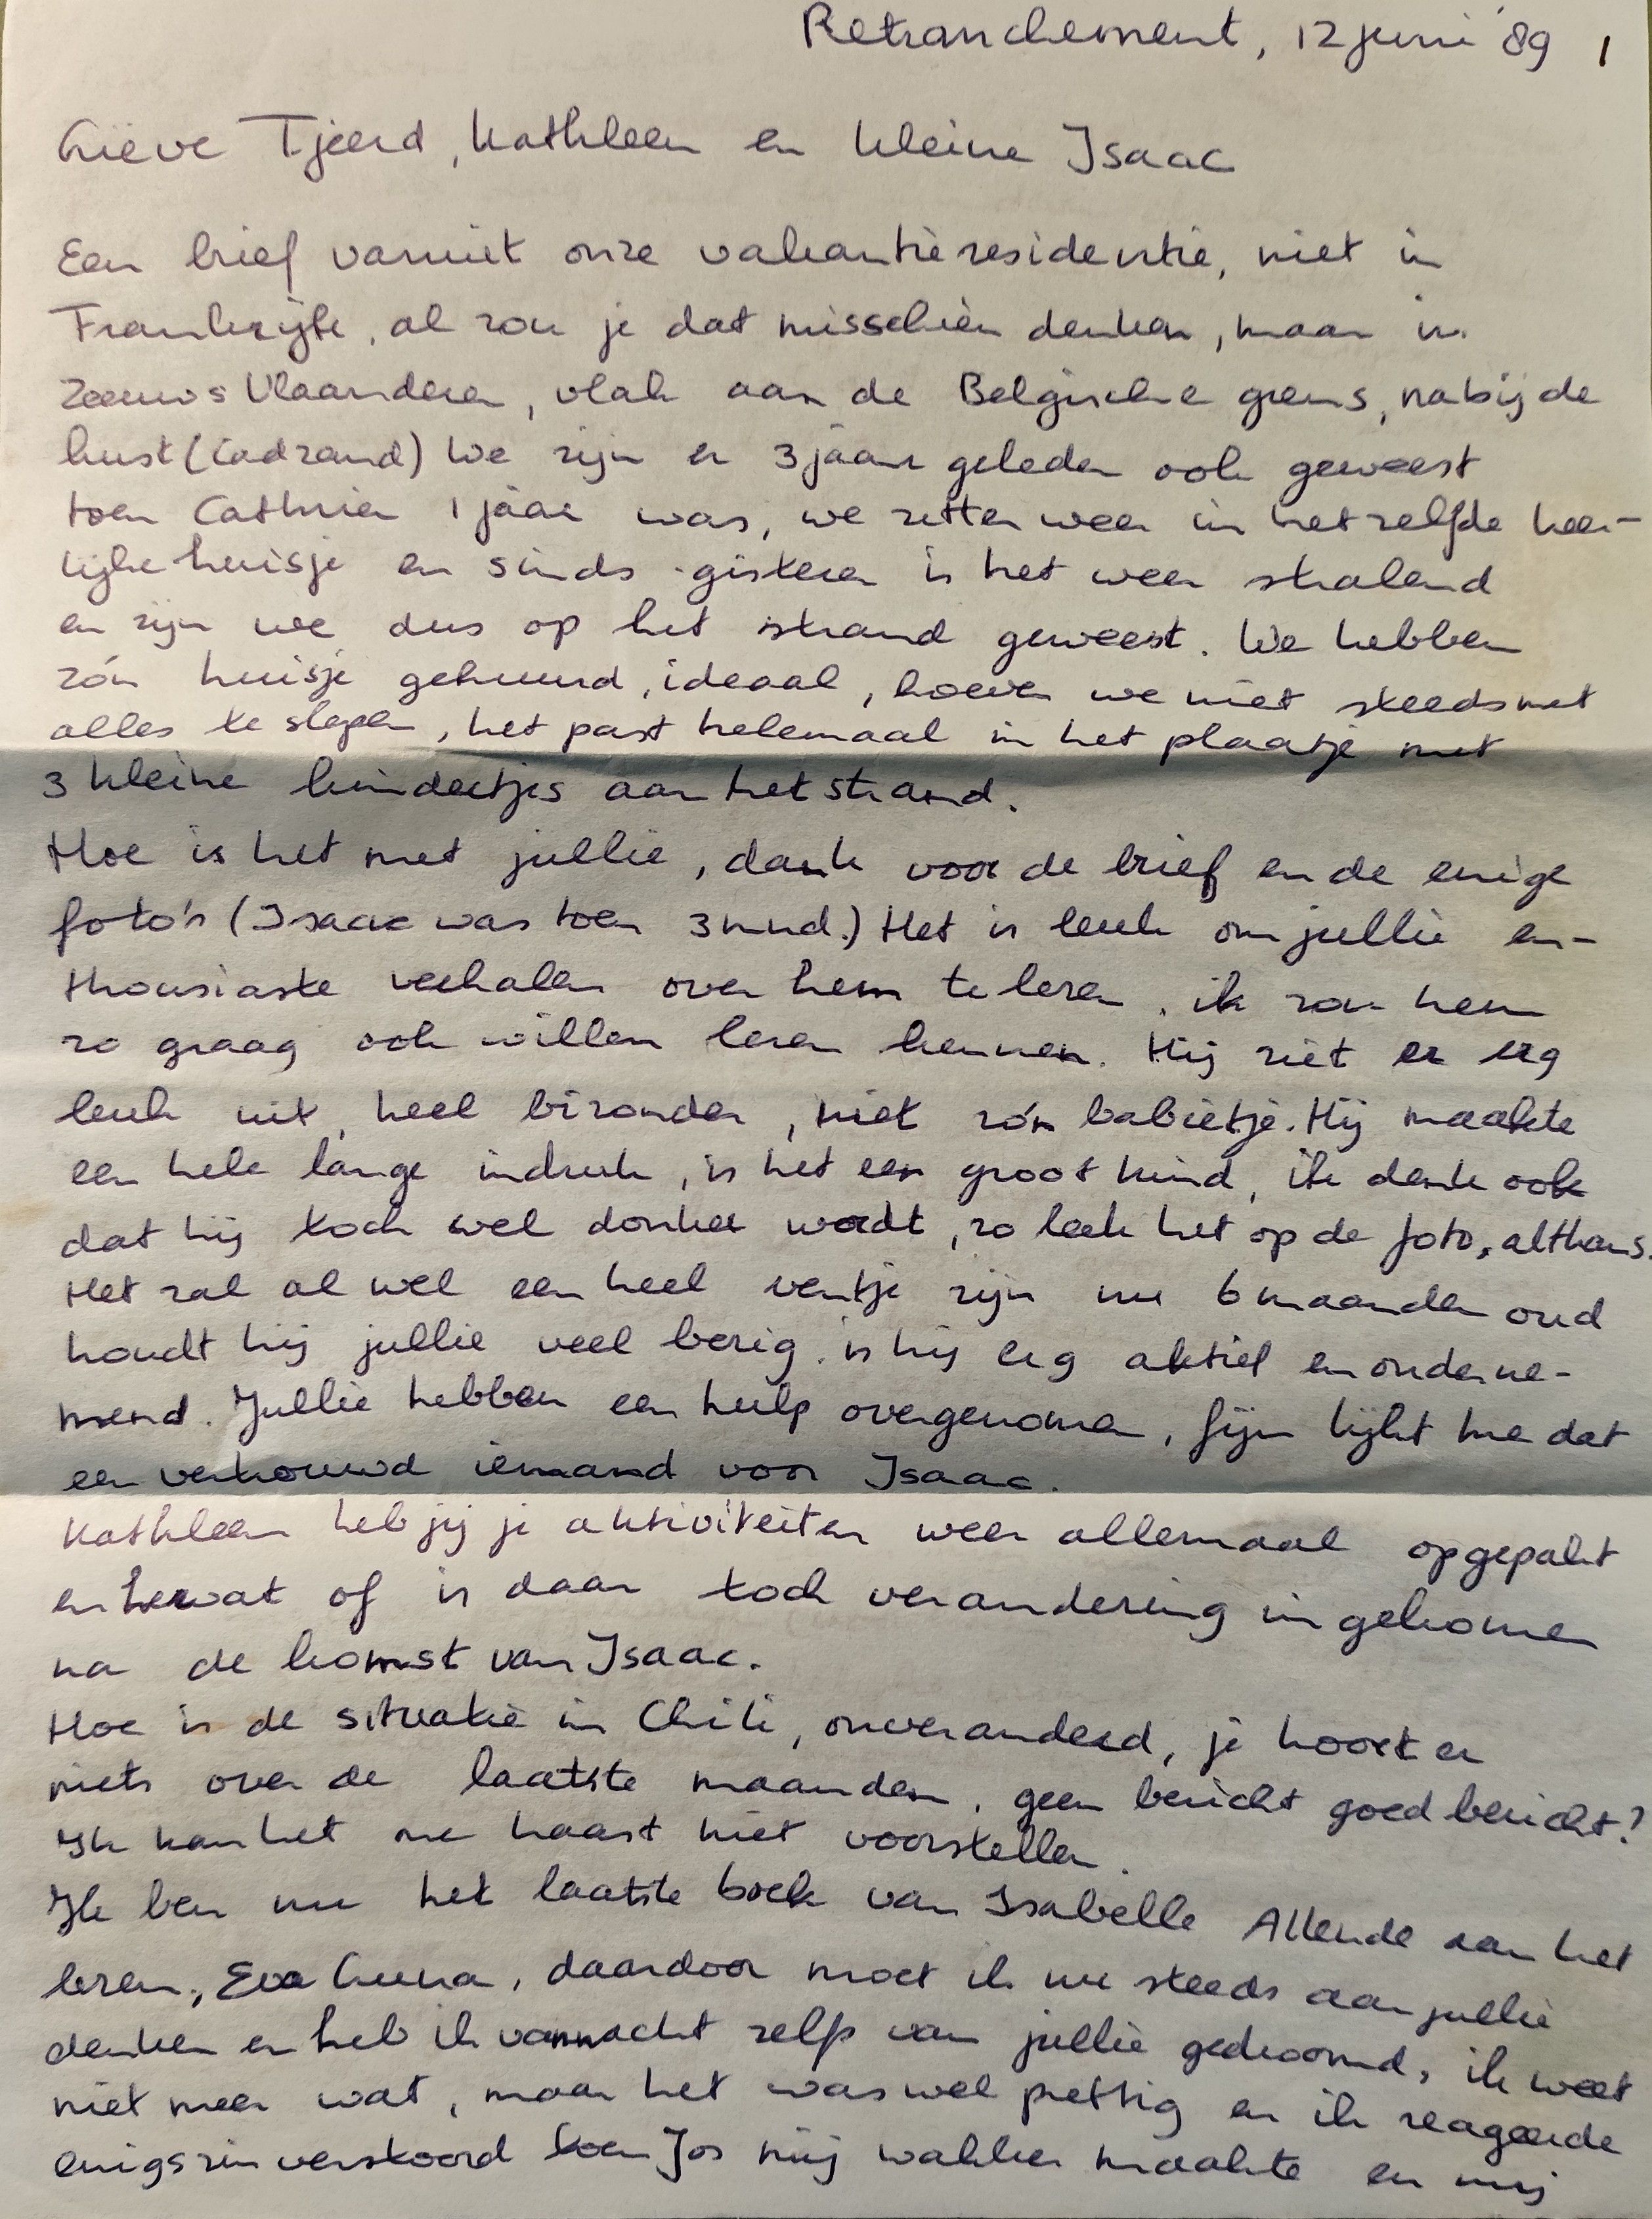 Retranchement, 12 juni '89 1
Lieve Tjeerd, Kathleen en kleine Isaac
Een brief vanuit onze vakantieresidentie, niet in
Frankrijk, al zou je dat misschien denken, maar in
Zeeuws Vlaanderen, vlak aan de Belgische grens, nabij de
kust (Cadzand) We zijn er 3 jaar geleden ook geweest
toen Cathrien 1 jaar was, we zitten weer in hetzelfde heer-
lijke huisje en sinds gisteren is het weer stralend
en zijn we dus op het strand geweest. We hebben
zo'n huisje gehuurd, ideaal, hoeven we niet steeds met
alles te slepen, het past helemaal in het plaatje met
3 kleine kindertjes aan het strand.
Hoe is het met jullie, dank voor de brief en de enige
foto's (Isaac was toen 3 mnd.) Het is leuk om jullie en-
thousiaste verhalen over hem te lezen, ik zou hem
zo graag ook willen leren kennen. Hij ziet er erg
leuk uit, heel bizonder, niet zo'n babietje. Hij maakte
een hele lange indruk, is het een groot kind, ik denk ook
dat hij toch wel donker wordt, zo leek het op de foto, althans.
Het zal al wel een heel ventje zijn nu 6 maanden oud
houdt hij jullie veel bezig, is hij erg aktief en onderne-
mend. Jullie hebben een hulp overgenomen, fijn lijkt me dat
een vertrouwd iemand voor Isaac.
Kathleen heb jij je aktiviteiten weer allemaal opgepakt
en hervat of is daar toch verandering in gekomen
na de komst van Isaac.
Hoe is de situatie in Chili, onveranderd, je hoort er
niets over de laatste maanden, geen bericht goed bericht?
Ik kan het me haast niet voorstellen.
Ik ben nu het laatste boek van Isabelle Allende aan het
lezen, Eva Luna, daardoor moet ik nu steeds aan jullie
denken en heb ik vannacht zelfs van jullie gedroomd, ik weet
niet meer wat, maar het was wel prettig en ik reageerde
enigszin verstoord toen Jos mij wakker maakte en mij